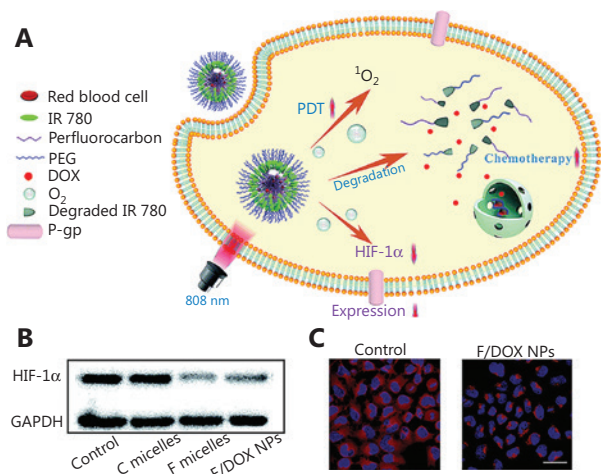 A
Red blood cell
IR 780
Perfluorocarbon
PEG
DOX
O2
Degraded IR 780
P-gp
808 nm
PDT
¹O₂
Degradation
Chemotherapy
HIF-1α
Expression
B
HIF-1α
GAPDH
Control
C micelles
F micelles
F/DOX NPs
C
Control
F/DOX NPs